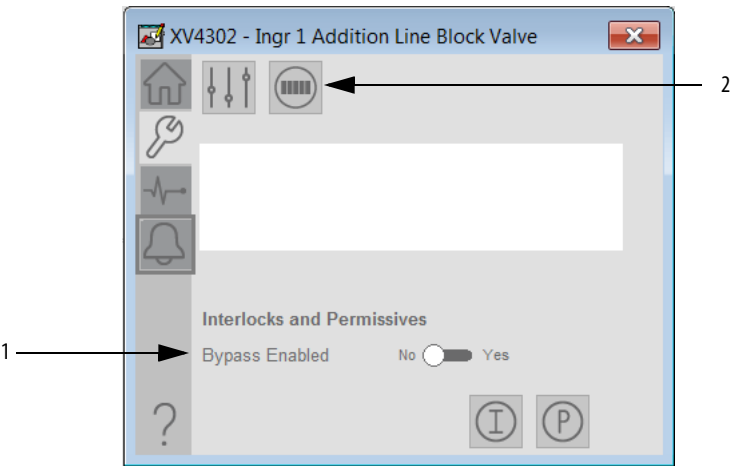 XV4302 - Ingr 1 Addition Line Block Valve
2
Interlocks and Permissives
1
Bypass Enabled
No
Yes
?
I
P